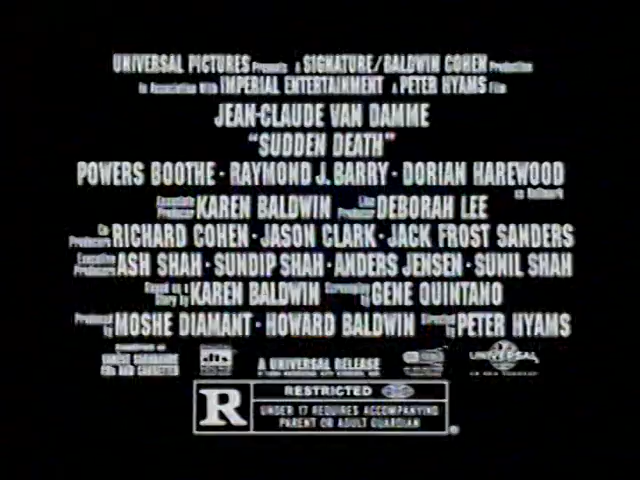 UNIVERSAL PICTURES Presents A SIGNATURE/BALDWIN COHEN Production
In Association With IMPERIAL ENTERTAINMENT A PETER HYAMS Film
JEAN-CLAUDE VAN DAMME
"SUDDEN DEATH"
POWERS BOOTHE · RAYMOND J. BARRY · DORIAN HAREWOOD
as Hallmark
Associate Producer KAREN BALDWIN Line Producer DEBORAH LEE
Co Producers RICHARD COHEN · JASON CLARK · JACK FROST SANDERS
Executive Producers ASH SHAH · SUNDIP SHAH · ANDERS JENSEN · SUNIL SHAH
Based on a Story by KAREN BALDWIN Screenplay by GENE QUINTANO
Produced by MOSHE DIAMANT · HOWARD BALDWIN Directed by PETER HYAMS
dts
A UNIVERSAL RELEASE
UNIVERSAL
R
RESTRICTED
UNDER 17 REQUIRES ACCOMPANYING
PARENT OR ADULT GUARDIAN